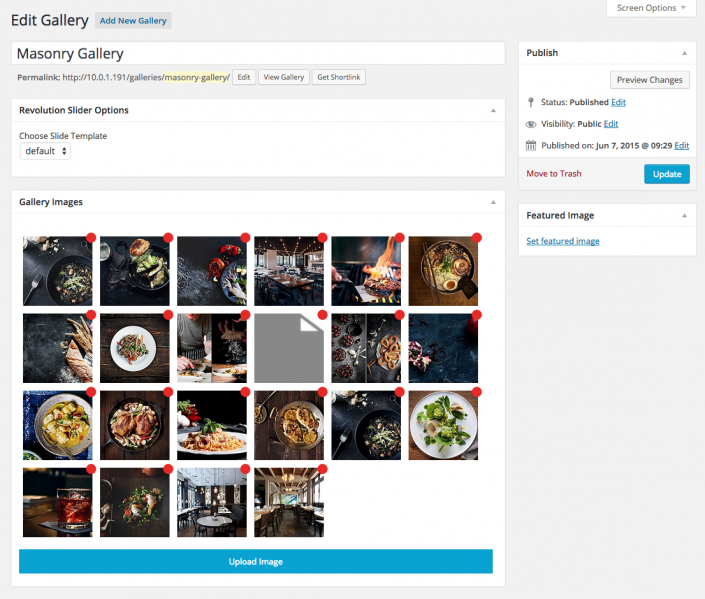 Screen Options
Edit Gallery Add New Gallery
Masonry Gallery
Permalink: http://10.0.1.191/galleries/masonry-gallery/ Edit View Gallery Get Shortlink
Revolution Slider Options
Choose Slide Template
default
Gallery Images
Upload Image
Publish
Preview Changes
Status: Published Edit
Visibility: Public Edit
Published on: Jun 7, 2015 @ 09:29 Edit
Move to Trash Update
Featured Image
Set featured image